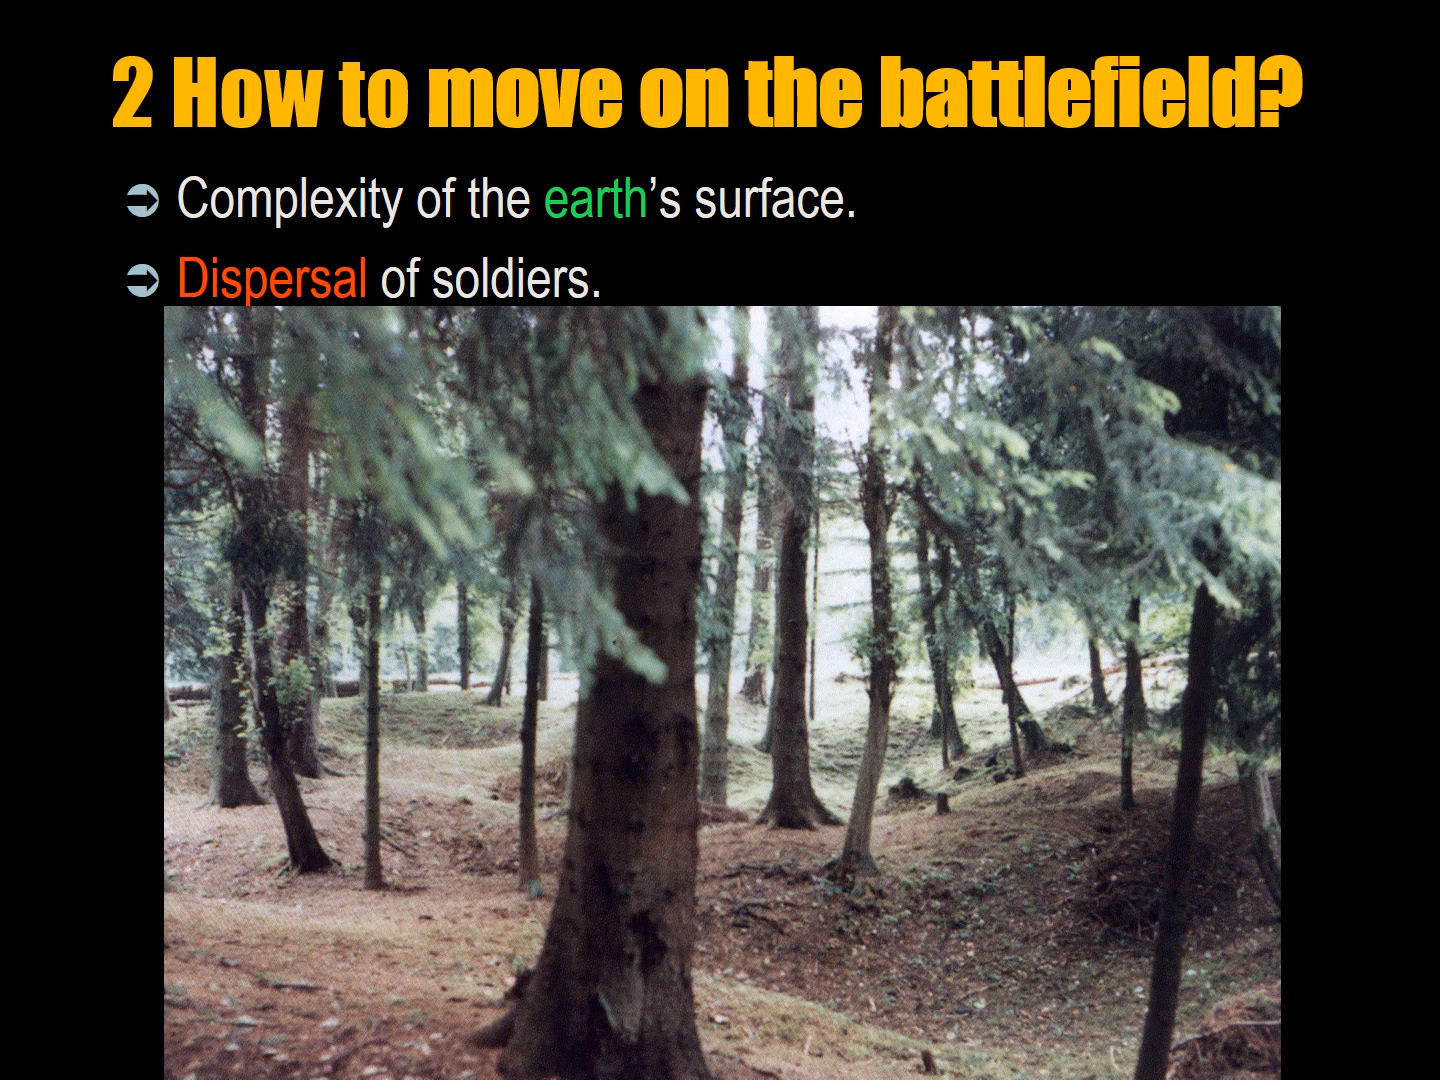 2 How to move on the battlefield?
➲ Complexity of the earth’s surface.
➲ Dispersal of soldiers.